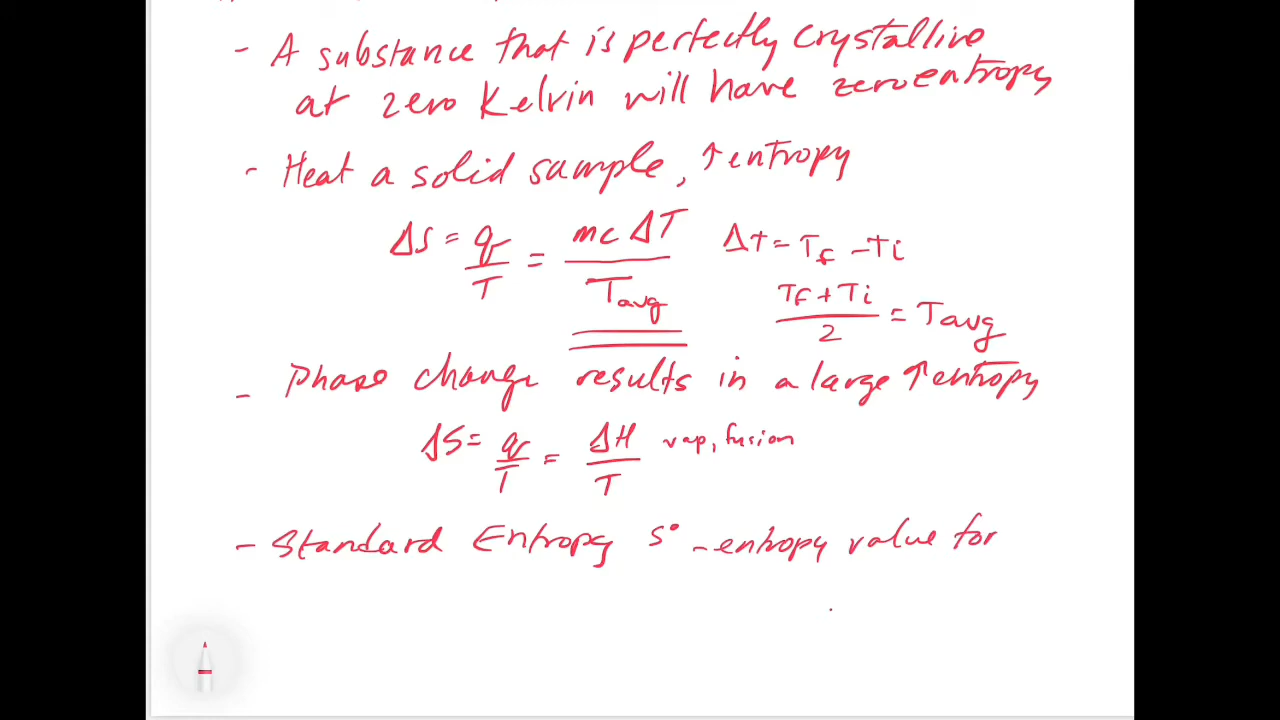 - A substance that is perfectly crystalline
at zero Kelvin will have zero entropy
- Heat a solid sample, ↑ entropy
ΔS = q/T = mcΔT/Tavg Δt = Tf - Ti
(Tf + Ti)/2 = Tavg
- Phase change results in a large ↑ entropy
ΔS = q/T = ΔH/T vap, fusion
- Standard Entropy S° - entropy value for